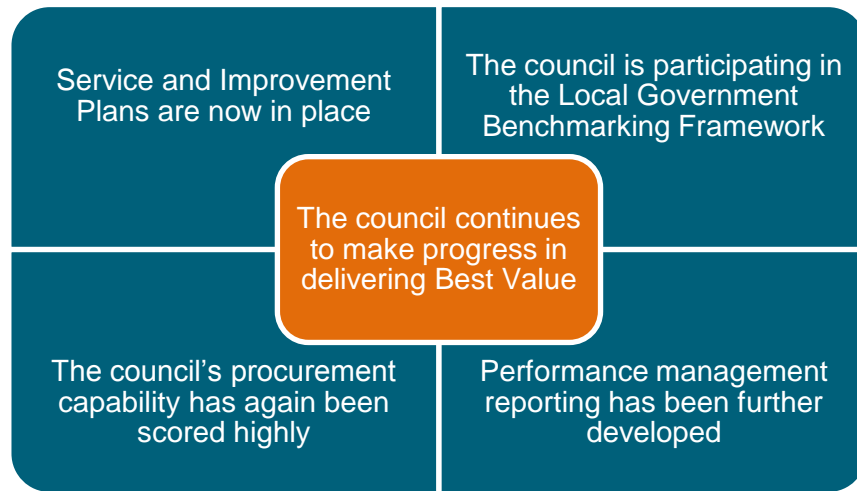 Service and Improvement
Plans are now in place
The council is participating in
the Local Government
Benchmarking Framework
The council continues
to make progress in
delivering Best Value
The council’s procurement
capability has again been
scored highly
Performance management
reporting has been further
developed